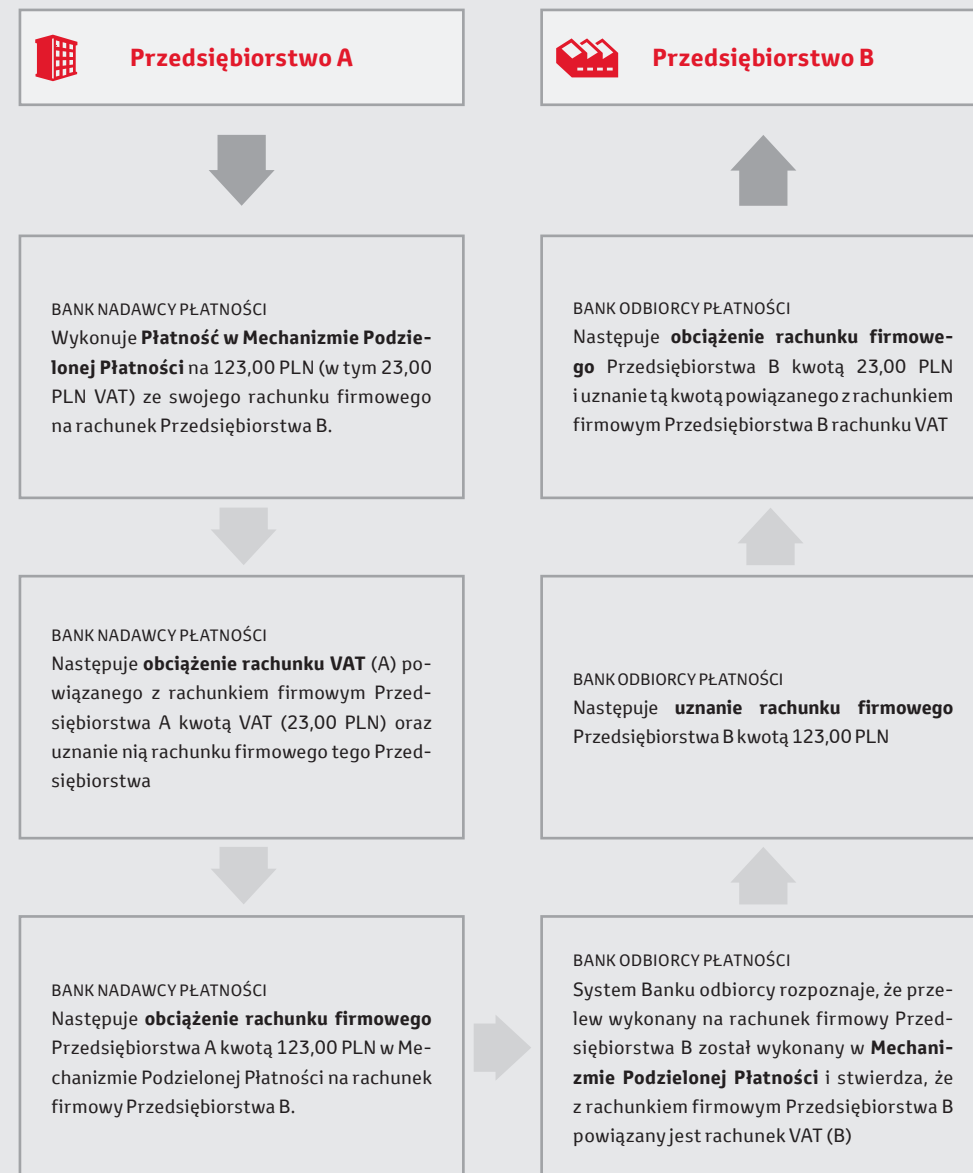 Przedsiębiorstwo A
BANK NADAWCY PŁATNOŚCI
Wykonuje Płatność w Mechanizmie Podzie-
lonej Płatności na 123,00 PLN (w tym 23,00
PLN VAT) ze swojego rachunku firmowego
na rachunek Przedsiębiorstwa B.
BANK NADAWCY PŁATNOŚCI
Następuje obciążenie rachunku VAT (A) po-
wiązanego z rachunkiem firmowym Przed-
siębiorstwa A kwotą VAT (23,00 PLN) oraz
uznanie nią rachunku firmowego tego Przed-
siębiorstwa
BANK NADAWCY PŁATNOŚCI
Następuje obciążenie rachunku firmowego
Przedsiębiorstwa A kwotą 123,00 PLN w Me-
chanizmie Podzielonej Płatności na rachunek
firmowy Przedsiębiorstwa B.
BANK ODBIORCY PŁATNOŚCI
System Banku odbiorcy rozpoznaje, że prze-
lew wykonany na rachunek firmowy Przed-
siębiorstwa B został wykonany w Mechani-
zmie Podzielonej Płatności i stwierdza, że
z rachunkiem firmowym Przedsiębiorstwa B
powiązany jest rachunek VAT (B)
BANK ODBIORCY PŁATNOŚCI
Następuje uznanie rachunku firmowego
Przedsiębiorstwa B kwotą 123,00 PLN
BANK ODBIORCY PŁATNOŚCI
Następuje obciążenie rachunku firmowe-
go Przedsiębiorstwa B kwotą 23,00 PLN
i uznanie tą kwotą powiązanego z rachunkiem
firmowym Przedsiębiorstwa B rachunku VAT
Przedsiębiorstwo B